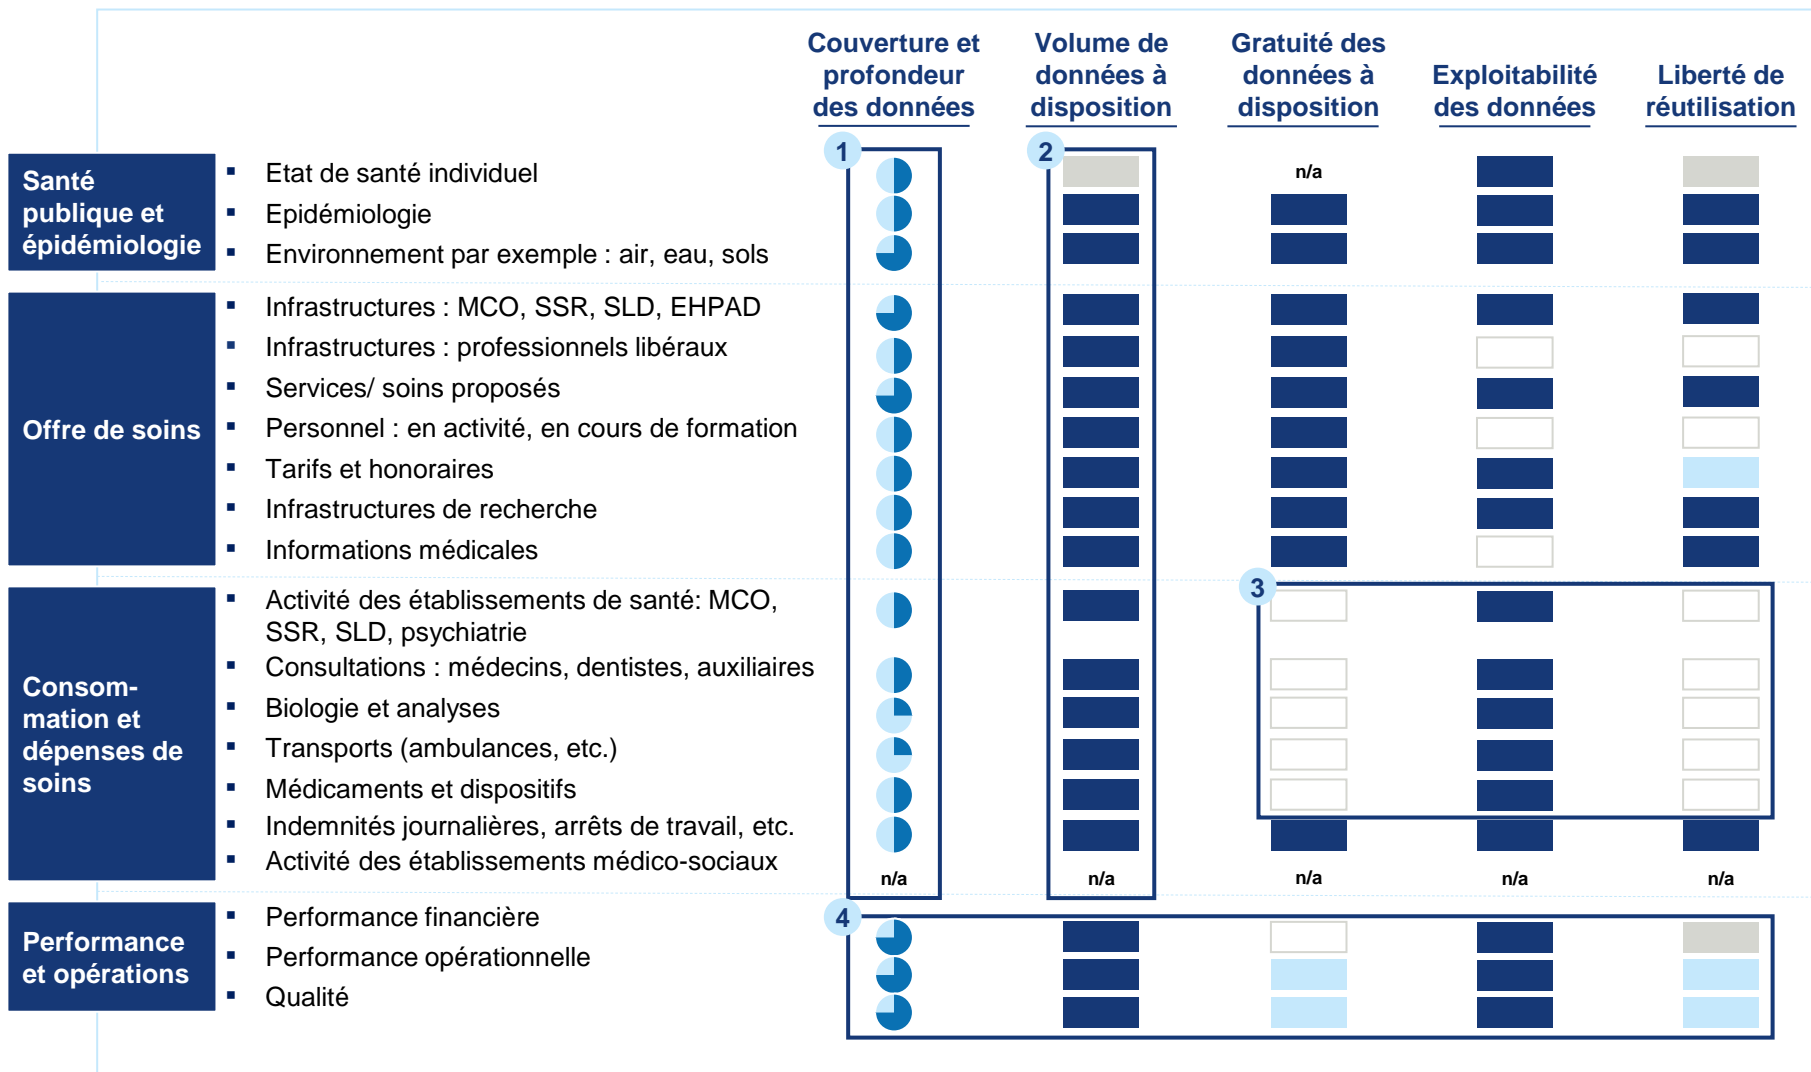 Couverture et
profondeur
des données
Volume de
données à
disposition
Gratuité des
données à
disposition
Exploitabilité
des données
Liberté de
réutilisation
1
2
Santé
publique et
épidémiologie
▪ Etat de santé individuel
n/a
▪ Epidémiologie
▪ Environnement par exemple : air, eau, sols
Offre de soins
▪ Infrastructures : MCO, SSR, SLD, EHPAD
▪ Infrastructures : professionnels libéraux
▪ Services/ soins proposés
▪ Personnel : en activité, en cours de formation
▪ Tarifs et honoraires
▪ Infrastructures de recherche
▪ Informations médicales
3
Consom-
mation et
dépenses de
soins
▪ Activité des établissements de santé: MCO,
SSR, SLD, psychiatrie
▪ Consultations : médecins, dentistes, auxiliaires
▪ Biologie et analyses
▪ Transports (ambulances, etc.)
▪ Médicaments et dispositifs
▪ Indemnités journalières, arrêts de travail, etc.
▪ Activité des établissements médico-sociaux
n/a n/a n/a n/a n/a
4
Performance
et opérations
▪ Performance financière
▪ Performance opérationnelle
▪ Qualité